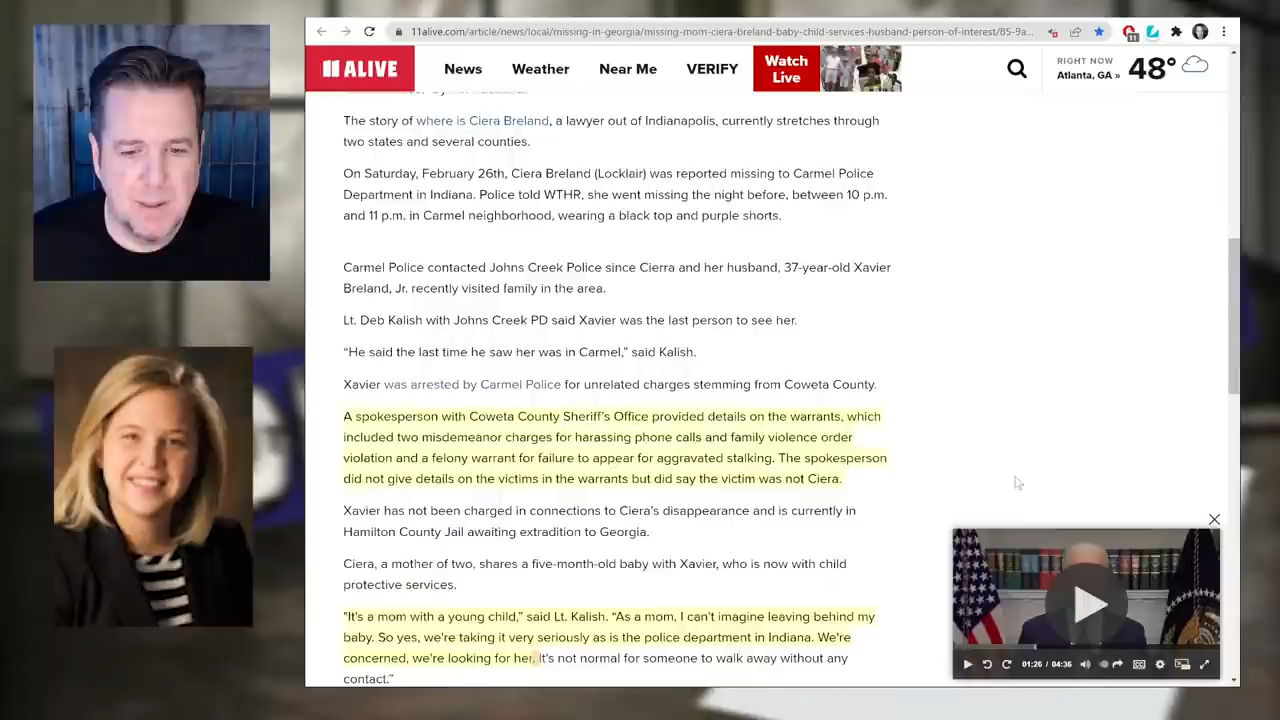 11alive.com/article/news/local/missing-in-georgia/missing-mom-ciera-breland-baby-child-services-husband-person-of-interest/85-9a...
11
11 ALIVE
News
Weather
Near Me
VERIFY
Watch
Live
RIGHT NOW
Atlanta, GA »
48°
The story of where is Ciera Breland, a lawyer out of Indianapolis, currently stretches through
two states and several counties.
On Saturday, February 26th, Ciera Breland (Locklair) was reported missing to Carmel Police
Department in Indiana. Police told WTHR, she went missing the night before, between 10 p.m.
and 11 p.m. in Carmel neighborhood, wearing a black top and purple shorts.
Carmel Police contacted Johns Creek Police since Cierra and her husband, 37-year-old Xavier
Breland, Jr. recently visited family in the area.
Lt. Deb Kalish with Johns Creek PD said Xavier was the last person to see her.
“He said the last time he saw her was in Carmel,” said Kalish.
Xavier was arrested by Carmel Police for unrelated charges stemming from Coweta County.
A spokesperson with Coweta County Sheriff’s Office provided details on the warrants, which
included two misdemeanor charges for harassing phone calls and family violence order
violation and a felony warrant for failure to appear for aggravated stalking. The spokesperson
did not give details on the victims in the warrants but did say the victim was not Ciera.
Xavier has not been charged in connections to Ciera’s disappearance and is currently in
Hamilton County Jail awaiting extradition to Georgia.
Ciera, a mother of two, shares a five-month-old baby with Xavier, who is now with child
protective services.
"It's a mom with a young child,” said Lt. Kalish. “As a mom, I can't imagine leaving behind my
baby. So yes, we're taking it very seriously as is the police department in Indiana. We're
concerned, we're looking for her. It's not normal for someone to walk away without any
contact.”
01:26 / 04:36